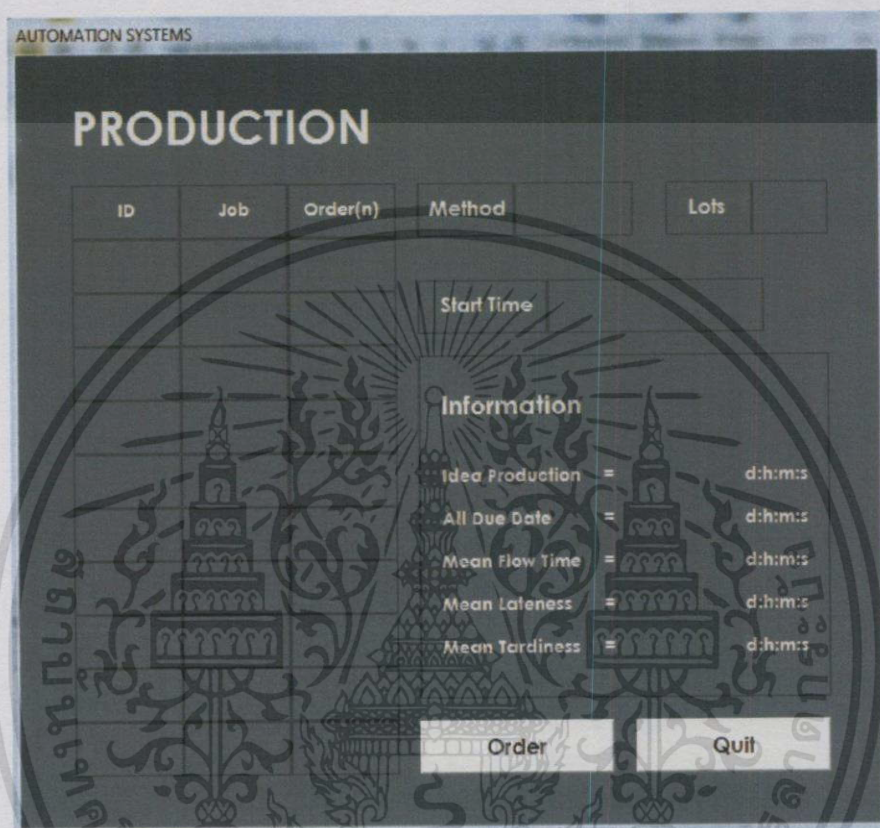 AUTOMATION SYSTEMS
PRODUCTION
ID Job Order(n) Method Lots
Start Time
Information
Idea Production = d:h:m:s
All Due Date = d:h:m:s
Mean Flow Time = d:h:m:s
Mean Lateness = d:h:m:s
Mean Tardiness = d:h:m:s
Order Quit